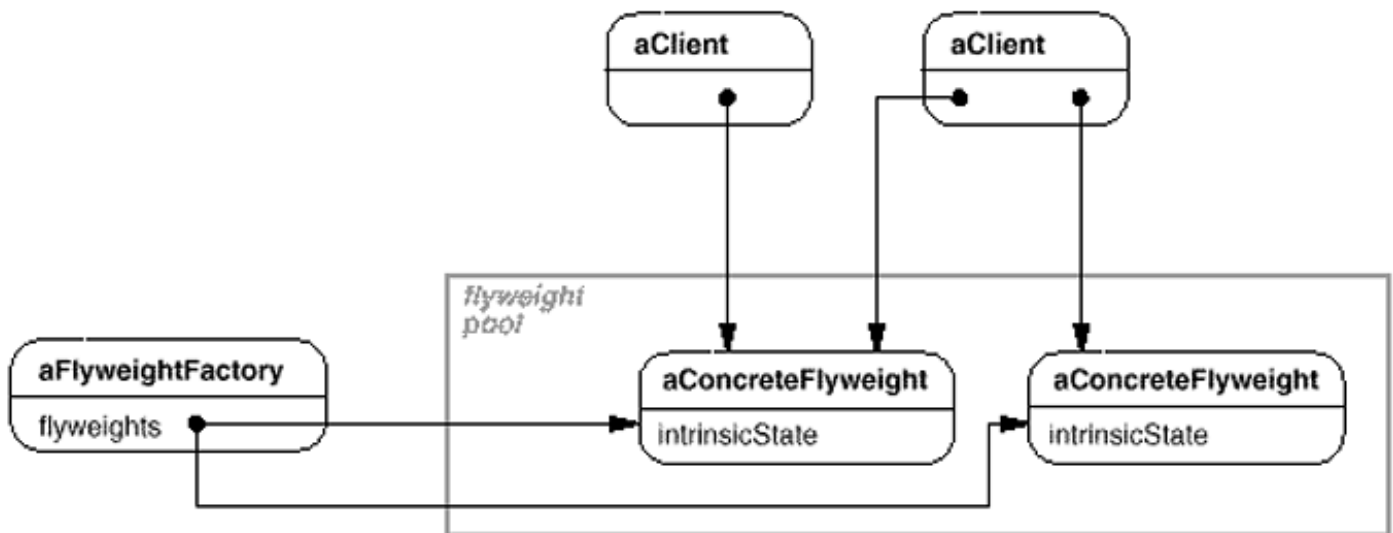 aClient
aClient
flyweight
pool
aFlyweightFactory
flyweights
aConcreteFlyweight
intrinsicState
aConcreteFlyweight
intrinsicState